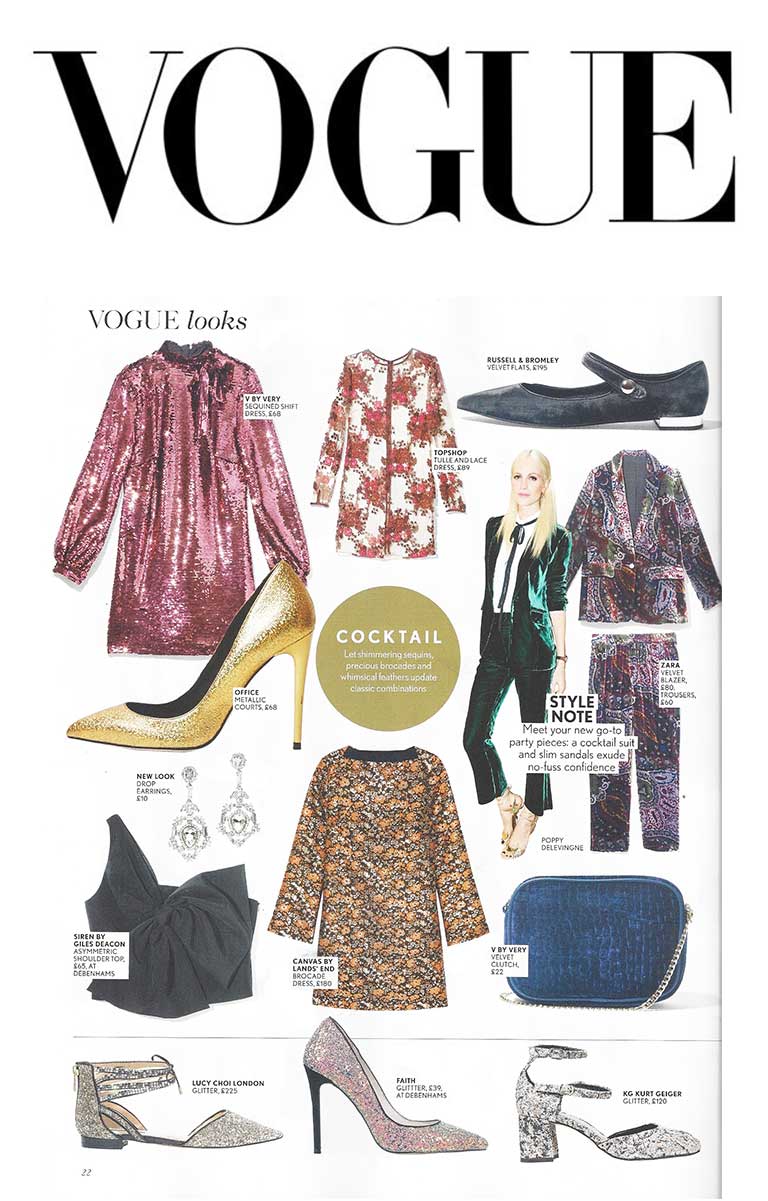 VOGUE
VOGUE looks
V BY VERY
SEQUINED SHIFT
DRESS, £68
TOPSHOP
TULLE AND LACE
DRESS, £89
RUSSELL & BROMLEY
VELVET FLATS, £195
COCKTAIL
Let shimmering sequins,
precious brocades and
whimsical feathers update
classic combinations
ZARA
VELVET
BLAZER,
£80,
TROUSERS,
£60
OFFICE
METALLIC
COURTS, £68
STYLE
NOTE
Meet your new go-to
party pieces: a cocktail suit
and slim sandals exude
no-fuss confidence
NEW LOOK
DROP
EARRINGS,
£10
POPPY
DELEVINGNE
SIREN BY
GILES DEACON
ASYMMETRIC
SHOULDER TOP,
£65, AT
DEBENHAMS
CANVAS BY
LANDS' END
BROCADE
DRESS, £180
V BY VERY
VELVET
CLUTCH,
£22
LUCY CHOI LONDON
GLITTER, £225
FAITH
GLITTTER, £39,
AT DEBENHAMS
KG KURT GEIGER
GLITTER, £120
22